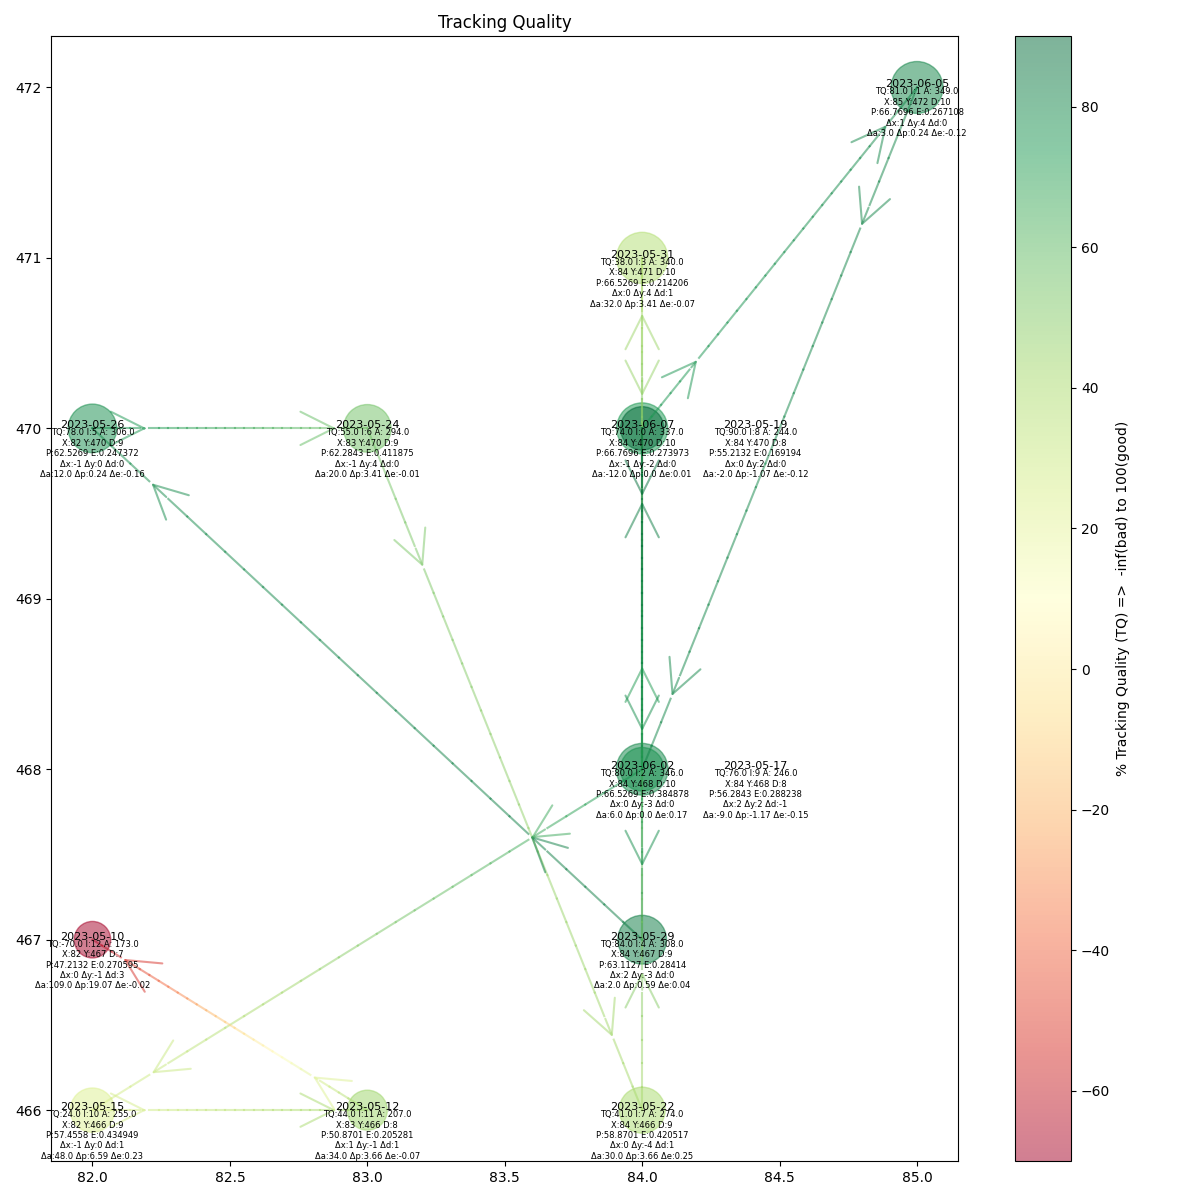 Tracking Quality
472
471
470
469
468
467
466
82.0
82.5
83.0
83.5
84.0
84.5
85.0
2023-06-05
TQ:81.0 I:1 A: 349.0
X:85 Y:472 D:10
P:66.7696 E:0.267108
Δx:1 Δy:4 Δd:0
Δa:3.0 Δp:0.24 Δe:-0.12
2023-05-31
TQ:38.0 I:3 A: 340.0
X:84 Y:471 D:10
P:66.5269 E:0.214206
Δx:0 Δy:4 Δd:1
Δa:32.0 Δp:3.41 Δe:-0.07
2023-05-26
TQ:78.0 I:5 A: 306.0
X:82 Y:470 D:9
P:62.5269 E:0.247372
Δx:-1 Δy:0 Δd:0
Δa:12.0 Δp:0.24 Δe:-0.16
2023-05-24
TQ:55.0 I:6 A: 294.0
X:83 Y:470 D:9
P:62.2843 E:0.411875
Δx:-1 Δy:4 Δd:0
Δa:20.0 Δp:3.41 Δe:-0.01
2023-06-07
TQ:74.0 I:0 A: 337.0
X:84 Y:470 D:10
P:66.7696 E:0.273973
Δx:-1 Δy:-2 Δd:0
Δa:-12.0 Δp:0.0 Δe:0.01
2023-05-19
TQ:90.0 I:8 A: 244.0
X:84 Y:470 D:8
P:55.2132 E:0.169194
Δx:0 Δy:2 Δd:0
Δa:-2.0 Δp:-1.07 Δe:-0.12
2023-06-02
TQ:80.0 I:2 A: 346.0
X:84 Y:468 D:10
P:66.5269 E:0.384878
Δx:0 Δy:-3 Δd:0
Δa:6.0 Δp:0.0 Δe:0.17
2023-05-17
TQ:76.0 I:9 A: 246.0
X:84 Y:468 D:8
P:56.2843 E:0.288238
Δx:2 Δy:2 Δd:-1
Δa:-9.0 Δp:-1.17 Δe:-0.15
2023-05-10
TQ:-70.0 I:12 A: 173.0
X:82 Y:467 D:7
P:47.2132 E:0.270595
Δx:0 Δy:-1 Δd:3
Δa:109.0 Δp:19.07 Δe:-0.02
2023-05-29
TQ:84.0 I:4 A: 308.0
X:84 Y:467 D:9
P:63.1127 E:0.28414
Δx:2 Δy:-3 Δd:0
Δa:2.0 Δp:0.59 Δe:0.04
2023-05-15
TQ:24.0 I:10 A: 255.0
X:82 Y:466 D:9
P:57.4558 E:0.434949
Δx:-1 Δy:0 Δd:1
Δa:48.0 Δp:6.59 Δe:0.23
2023-05-12
TQ:44.0 I:11 A: 207.0
X:83 Y:466 D:8
P:50.8701 E:0.205281
Δx:1 Δy:-1 Δd:1
Δa:34.0 Δp:3.66 Δe:-0.07
2023-05-22
TQ:41.0 I:7 A: 274.0
X:84 Y:466 D:9
P:58.8701 E:0.420517
Δx:0 Δy:-4 Δd:1
Δa:30.0 Δp:3.66 Δe:0.25
80
60
40
20
0
−20
−40
−60
% Tracking Quality (TQ) => -inf(bad) to 100(good)